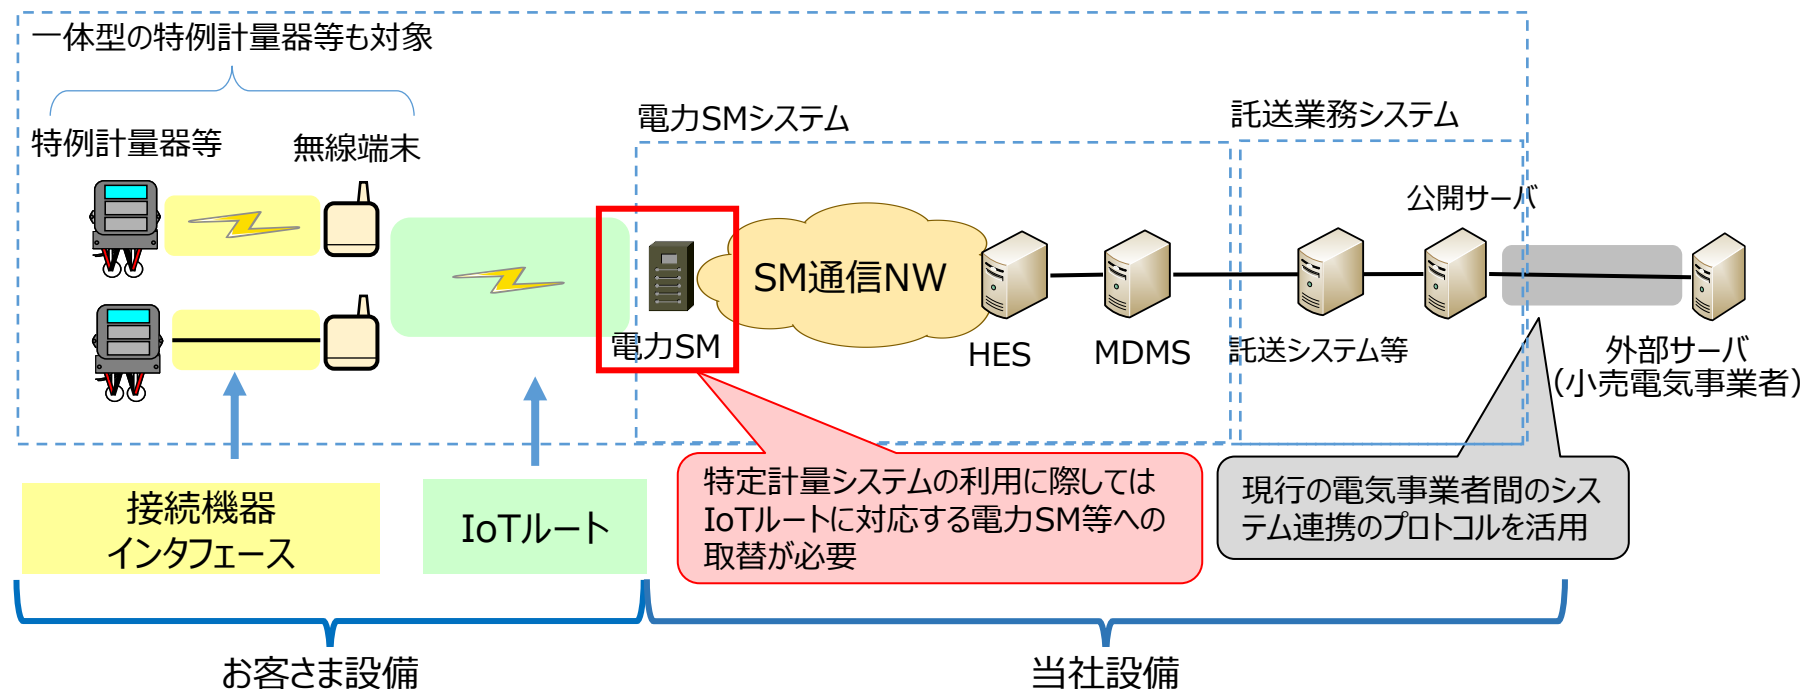 一体型の特例計量器等も対象
特例計量器等
無線端末
電力SMシステム
託送業務システム
公開サーバ
SM通信NW
電力SM
HES
MDMS
託送システム等
外部サーバ
（小売電気事業者）
接続機器
インタフェース
IoTルート
特定計量システムの利用に際しては
IoTルートに対応する電力SM等への
取替が必要
現行の電気事業者間のシス
テム連携のプロトコルを活用
お客さま設備
当社設備